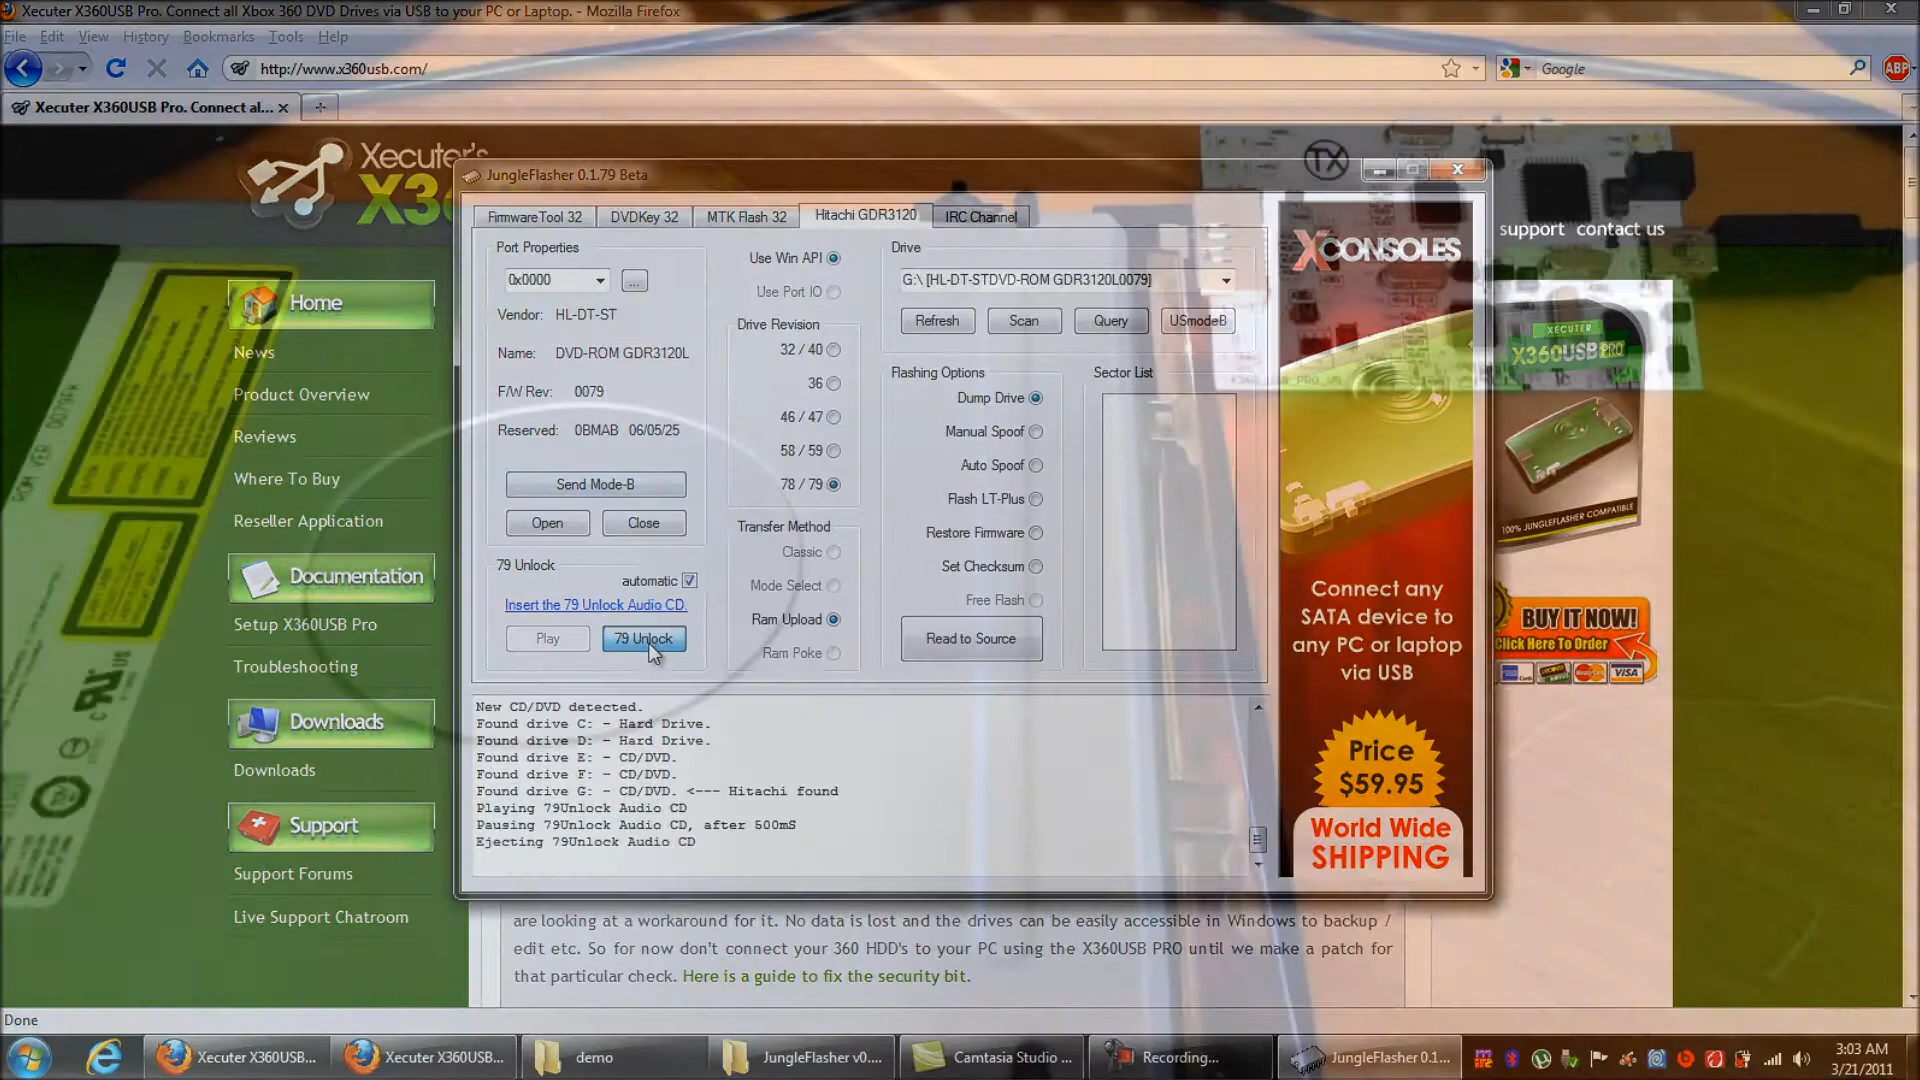 Xecuter X360USB Pro. Connect all Xbox 360 DVD Drives via USB to your PC or Laptop. - Mozilla Firefox
File Edit View History Bookmarks Tools Help
http://www.x360usb.com/
Google
ABP
Xecuter X360USB Pro. Connect al...
Xecuter's
X3
JungleFlasher 0.1.79 Beta
TX
support contact us
FirmwareTool 32 DVDKey 32 MTK Flash 32 Hitachi GDR3120 IRC Channel
Port Properties
0x0000 ...
Vendor: HL-DT-ST
Name: DVD-ROM GDR3120L
F/W Rev: 0079
Reserved: 0BMAB 06/05/25
Send Mode-B
Open Close
79 Unlock
automatic
Insert the 79 Unlock Audio CD.
Play 79 Unlock
Use Win API
Use Port IO
Drive Revision
32 / 40
36
46 / 47
58 / 59
78 / 79
Transfer Method
Classic
Mode Select
Ram Upload
Ram Poke
Drive
G:\ [HL-DT-STDVD-ROM GDR3120L0079]
Refresh Scan Query USmodeB
Flashing Options
Dump Drive
Manual Spoof
Auto Spoof
Flash LT-Plus
Restore Firmware
Set Checksum
Free Flash
Read to Source
Sector List
New CD/DVD detected.
Found drive C: - Hard Drive.
Found drive D: - Hard Drive.
Found drive E: - CD/DVD.
Found drive F: - CD/DVD.
Found drive G: - CD/DVD. <--- Hitachi found
Playing 79Unlock Audio CD
Pausing 79Unlock Audio CD, after 500mS
Ejecting 79Unlock Audio CD
XCONSOLES
Connect any
SATA device to
any PC or laptop
via USB
Price
$59.95
World Wide
SHIPPING
XECUTER
X360USB PRO
100% JUNGLEFLASHER COMPATIBLE
BUY IT NOW!
Click Here To Order
VISA
Home
News
Product Overview
Reviews
Where To Buy
Reseller Application
Documentation
Setup X360USB Pro
Troubleshooting
Downloads
Downloads
Support
Support Forums
Live Support Chatroom
ROM VER 0079FK
are looking at a workaround for it. No data is lost and the drives can be easily accessible in Windows to backup /
edit etc. So for now don't connect your 360 HDD's to your PC using the X360USB PRO until we make a patch for
that particular check. Here is a guide to fix the security bit.
Done
Xecuter X360USB... Xecuter X360USB... demo JungleFlasher v0.... Camtasia Studio ... Recording... JungleFlasher 0.1...
3:03 AM
3/21/2011